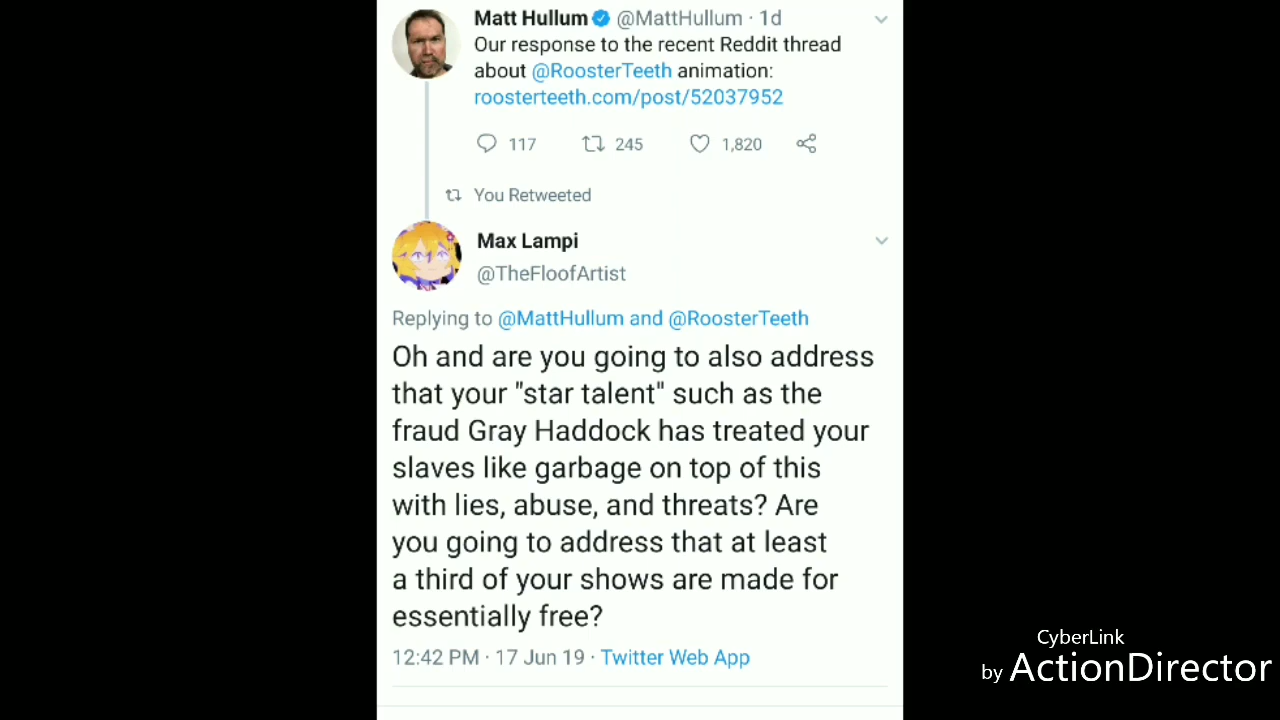 Matt Hullum @MattHullum · 1d
Our response to the recent Reddit thread
about @RoosterTeeth animation:
roosterteeth.com/post/52037952
117 245 1,820
You Retweeted
Max Lampi
@TheFloofArtist
Replying to @MattHullum and @RoosterTeeth
Oh and are you going to also address
that your "star talent" such as the
fraud Gray Haddock has treated your
slaves like garbage on top of this
with lies, abuse, and threats? Are
you going to address that at least
a third of your shows are made for
essentially free?
12:42 PM · 17 Jun 19 · Twitter Web App
CyberLink
by ActionDirector